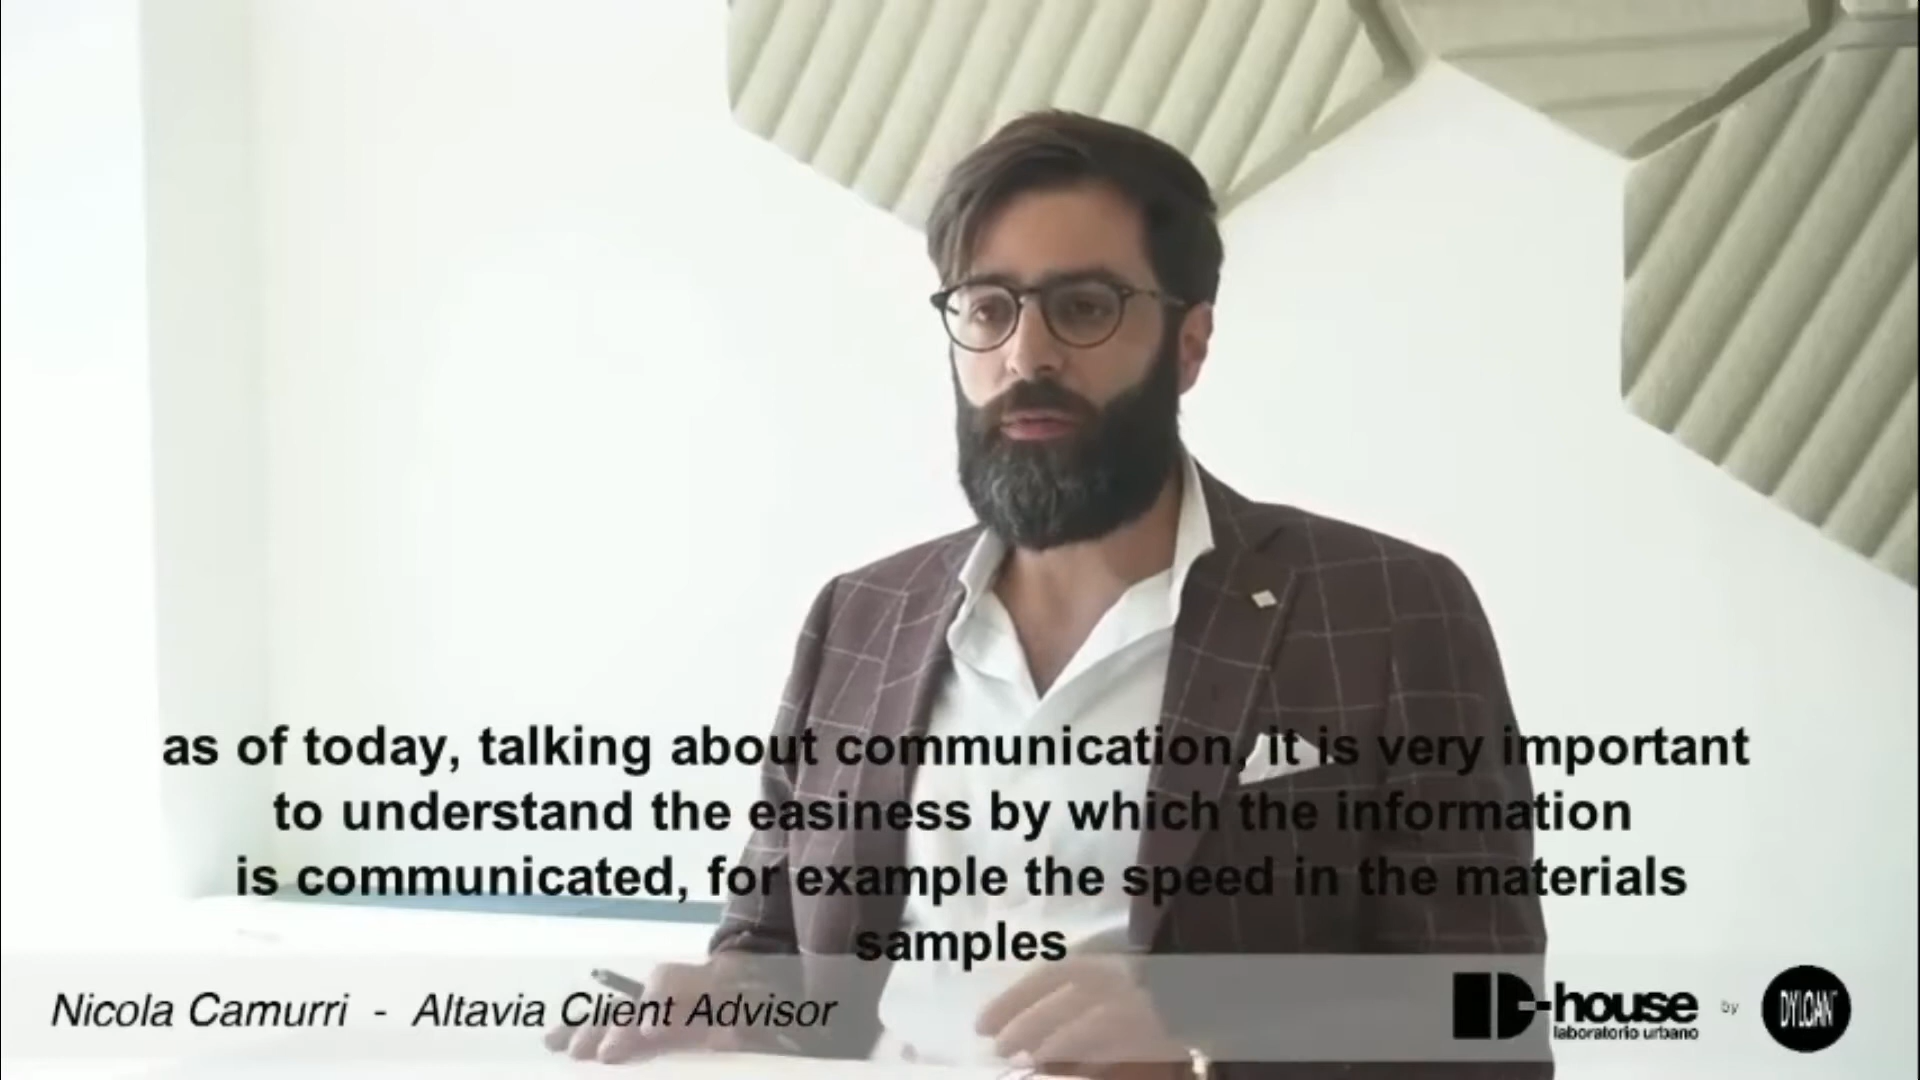 as of today, talking about communication, it is very important
to understand the easiness by which the information
is communicated, for example the speed in the materials
samples
Nicola Camurri - Altavia Client Advisor
D-house
laboratorio urbano
by
DYLOAN